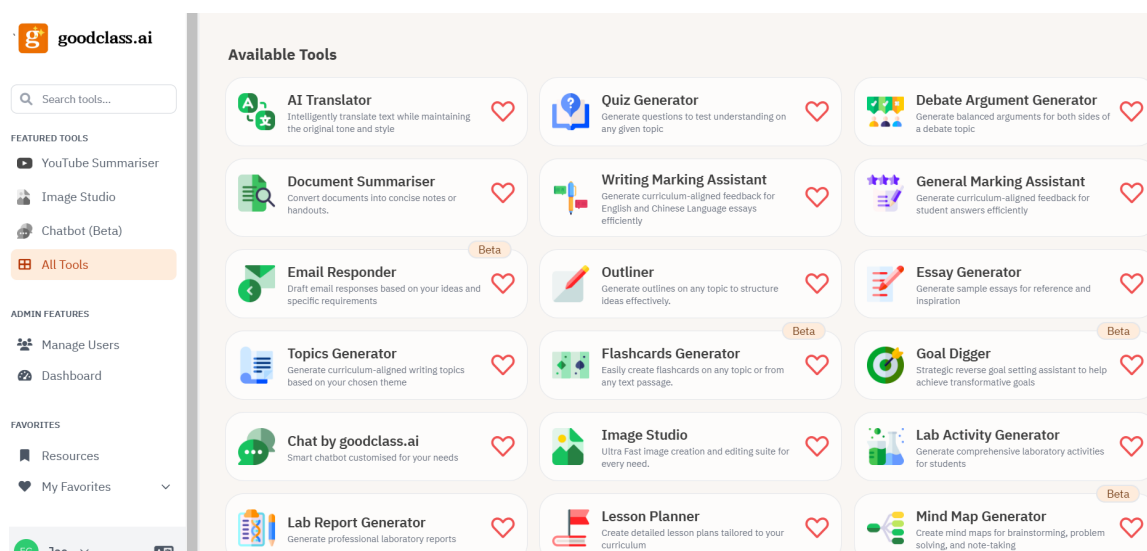 goodclass.ai
Search tools...
FEATURED TOOLS
YouTube Summariser
Image Studio
Chatbot (Beta)
All Tools
ADMIN FEATURES
Manage Users
Dashboard
FAVORITES
Resources
My Favorites
Available Tools
AI Translator
Intelligently translate text while maintaining
the original tone and style
Quiz Generator
Generate questions to test understanding on
any given topic
Debate Argument Generator
Generate balanced arguments for both sides of
a debate topic
Document Summariser
Convert documents into concise notes or
handouts.
Writing Marking Assistant
Generate curriculum-aligned feedback for
English and Chinese Language essays
efficiently
General Marking Assistant
Generate curriculum-aligned feedback for
student answers efficiently
Beta
Email Responder
Draft email responses based on your ideas and
specific requirements
Outliner
Generate outlines on any topic to structure
ideas effectively.
Essay Generator
Generate sample essays for reference and
inspiration
Topics Generator
Generate curriculum-aligned writing topics
based on your chosen theme
Beta
Flashcards Generator
Easily create flashcards on any topic or from
any text passage.
Beta
Goal Digger
Strategic reverse goal setting assistant to help
achieve transformative goals
Chat by goodclass.ai
Smart chatbot customised for your needs
Image Studio
Ultra Fast image creation and editing suite for
every need.
Lab Activity Generator
Generate comprehensive laboratory activities
for students
Lab Report Generator
Generate professional laboratory reports
Lesson Planner
Create detailed lesson plans tailored to your
curriculum
Beta
Mind Map Generator
Create mind maps for brainstorming, problem
solving, and note-taking